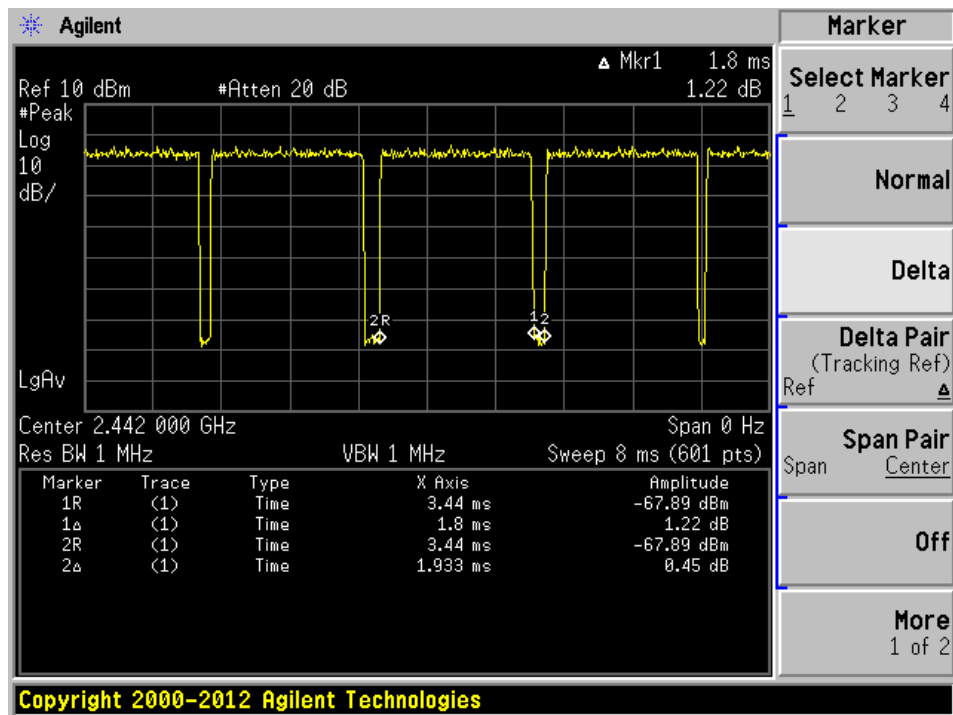 Agilent
Marker
Δ Mkr1 1.8 ms
Ref 10 dBm #Atten 20 dB 1.22 dB
#Peak
Log
10
dB/
2R
1
2
LgAv
Center 2.442 000 GHz Span 0 Hz
Res BW 1 MHz VBW 1 MHz Sweep 8 ms (601 pts)
Marker Trace Type X Axis Amplitude
1R (1) Time 3.44 ms -67.89 dBm
1Δ (1) Time 1.8 ms 1.22 dB
2R (1) Time 3.44 ms -67.89 dBm
2Δ (1) Time 1.933 ms 0.45 dB
Select Marker
1 2 3 4
Normal
Delta
Delta Pair
(Tracking Ref)
Ref Δ
Span Pair
Span Center
Off
More
1 of 2
Copyright 2000-2012 Agilent Technologies